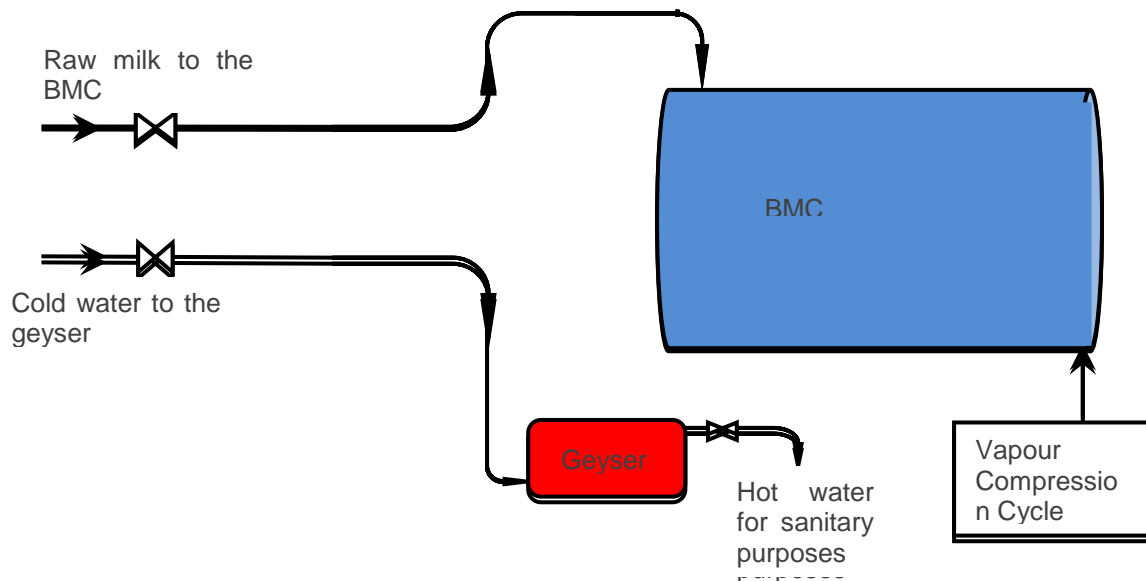 Raw milk to the
BMC
BMC
Cold water to the
geyser
Geyser
Hot water
for sanitary
purposes
purposes
Vapour
Compressio
n Cycle